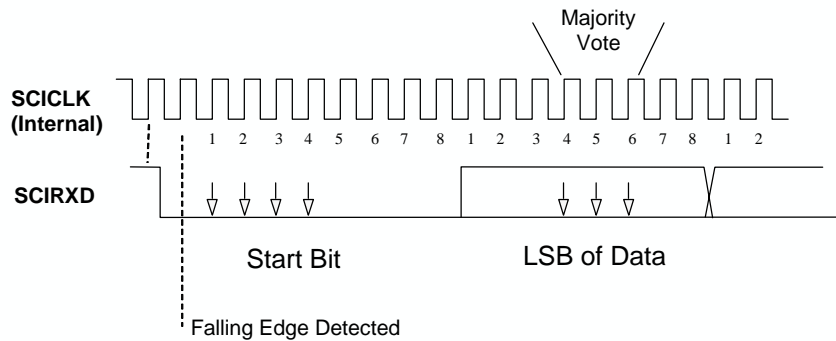 Majority
Vote
SCICLK
(Internal)
1 2 3 4 5 6 7 8 1 2 3 4 5 6 7 8 1 2
SCIRXD
Start Bit
LSB of Data
Falling Edge Detected